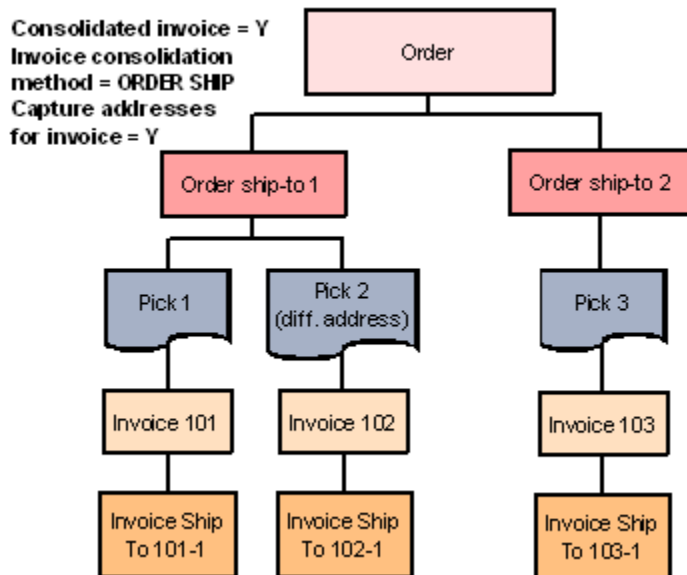 Consolidated invoice = Y
Invoice consolidation
method = ORDER SHIP
Capture addresses
for invoice = Y
Order
Order ship-to 1
Order ship-to 2
Pick 1
Pick 2
(diff. address)
Pick 3
Invoice 101
Invoice 102
Invoice 103
Invoice Ship
To 101-1
Invoice Ship
To 102-1
Invoice Ship
To 103-1